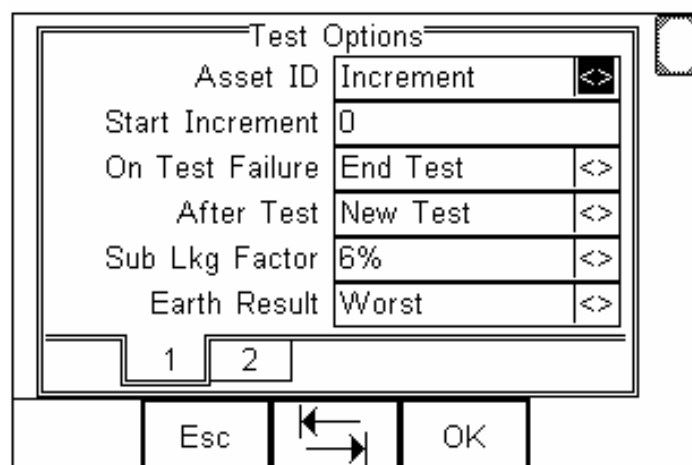 Test Options
Asset ID Increment <>
Start Increment 0
On Test Failure End Test <>
After Test New Test <>
Sub Lkg Factor 6% <>
Earth Result Worst <>
1 2
Esc OK